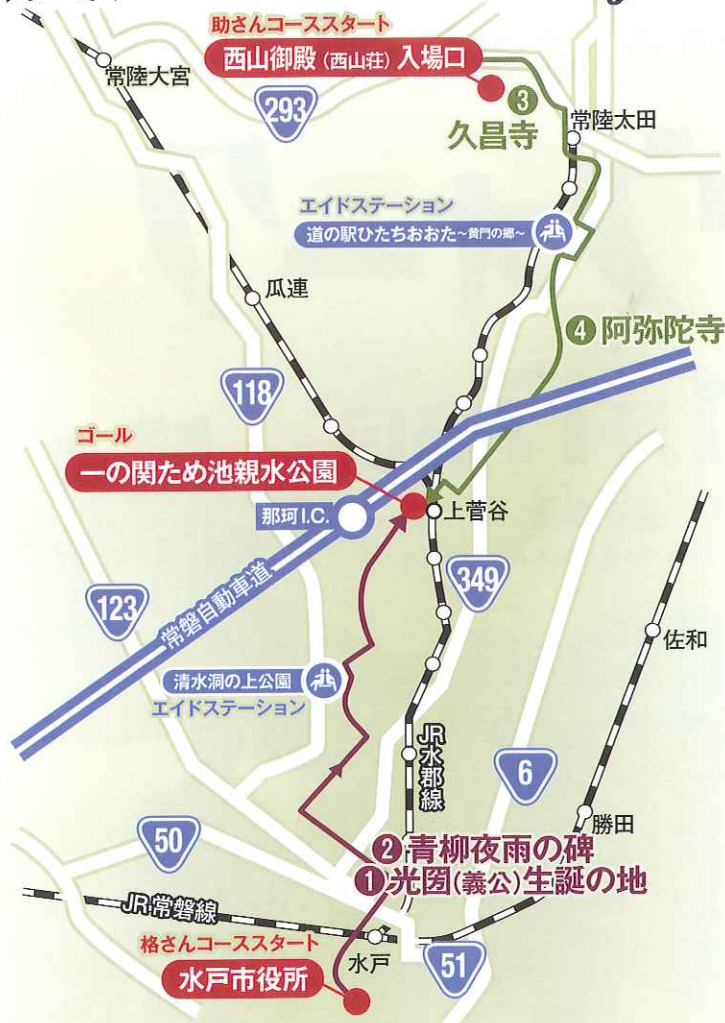 助さんコーススタート
西山御殿(西山荘)入場口
常陸大宮
293
❸
久昌寺
常陸太田
エイドステーション
道の駅ひたちおおた~黄門の郷~
瓜連
❹阿弥陀寺
118
ゴール
一の関ため池親水公園
那珂I.C.
上菅谷
349
123
常磐自動車道
佐和
清水洞の上公園
エイドステーション
JR水郡線
6
勝田
50
❷青柳夜雨の碑
❶光圀(義公)生誕の地
JR常磐線
格さんコーススタート
水戸
51
水戸市役所